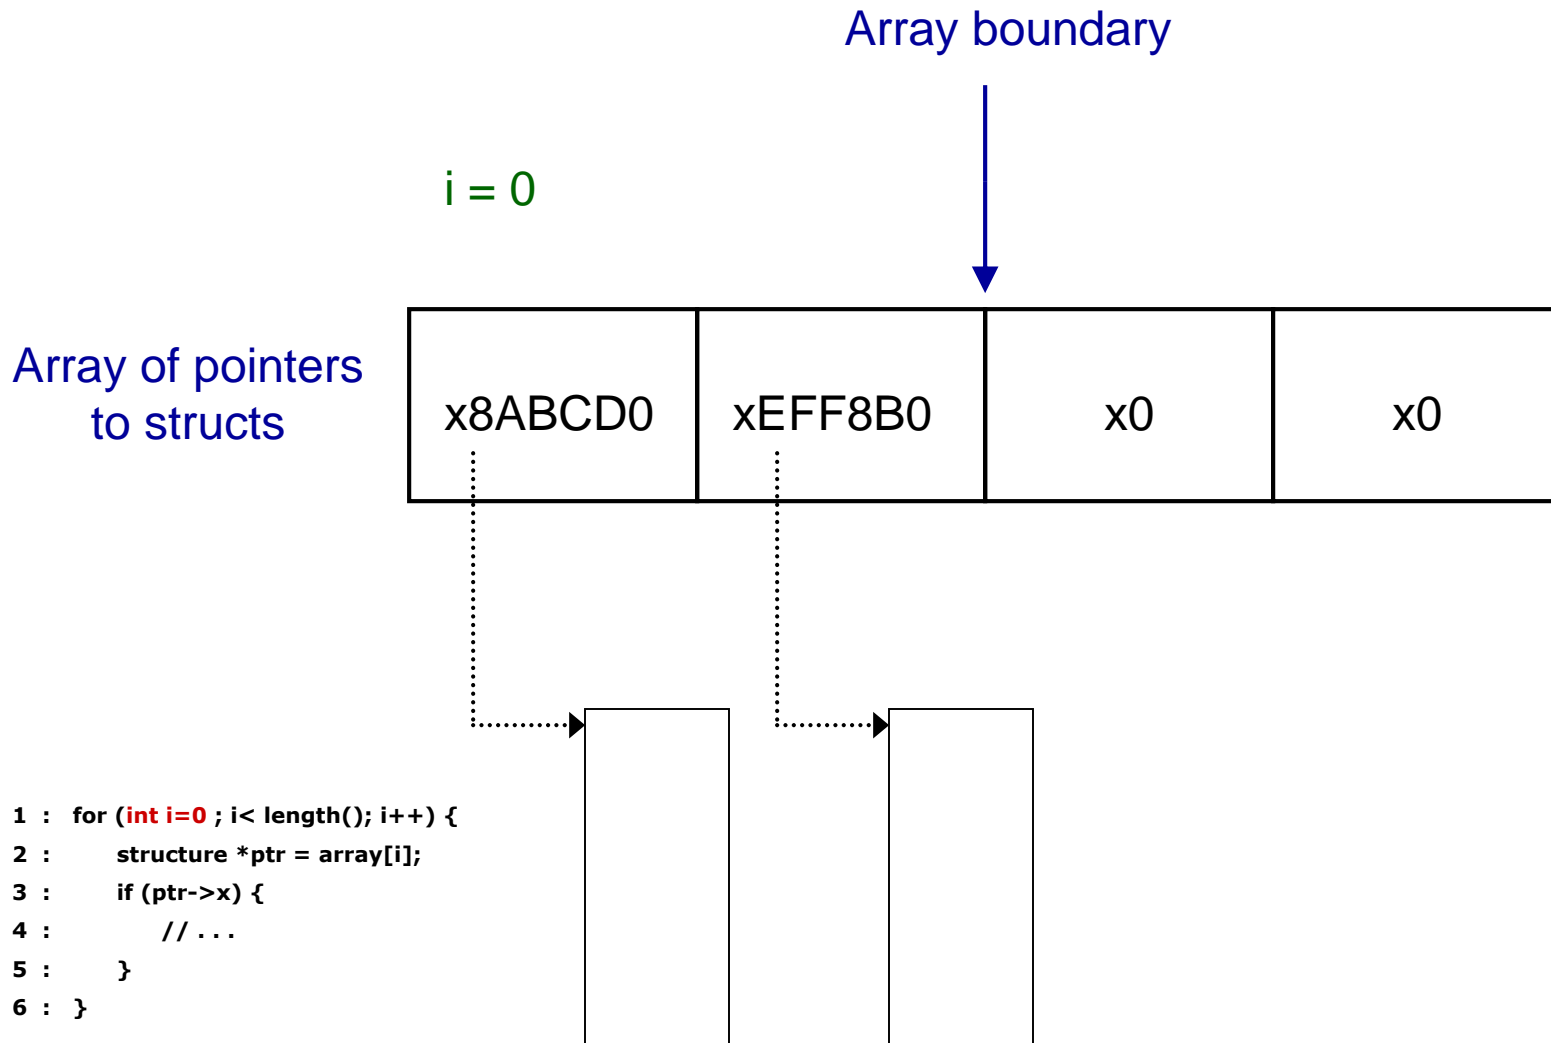 Array boundary
i = 0
Array of pointers
to structs
x8ABCD0
xEFF8B0
x0
x0
1 : for (int i=0 ; i< length(); i++) {
2 : structure *ptr = array[i];
3 : if (ptr->x) {
4 : // . . .
5 : }
6 : }